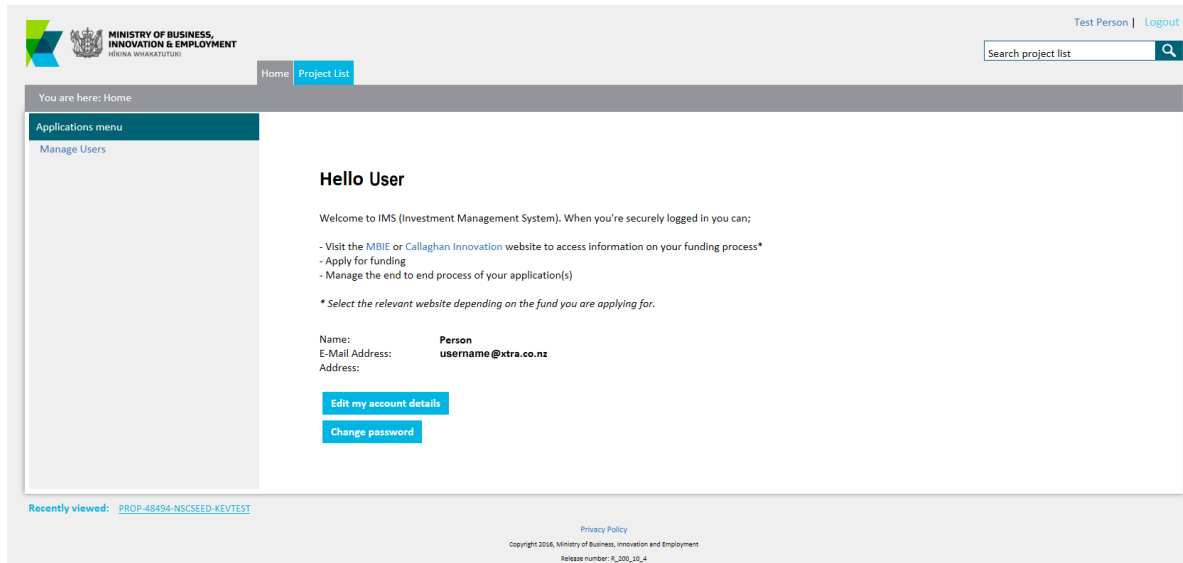 Test Person | Logout
MINISTRY OF BUSINESS,
INNOVATION & EMPLOYMENT
HĪKINA WHAKATUTUKI
Search project list
Home Project List
You are here: Home
Applications menu
Manage Users
Hello User
Welcome to IMS (Investment Management System). When you're securely logged in you can;
- Visit the MBIE or Callaghan Innovation website to access information on your funding process*
- Apply for funding
- Manage the end to end process of your application(s)
* Select the relevant website depending on the fund you are applying for.
Name: Person
E-Mail Address: username@xtra.co.nz
Address:
Edit my account details
Change password
Recently viewed: PROP-48494-NSCSEED-KEVTEST
Privacy Policy
Copyright 2016, Ministry of Business, Innovation and Employment
Release number: R_200_10_4